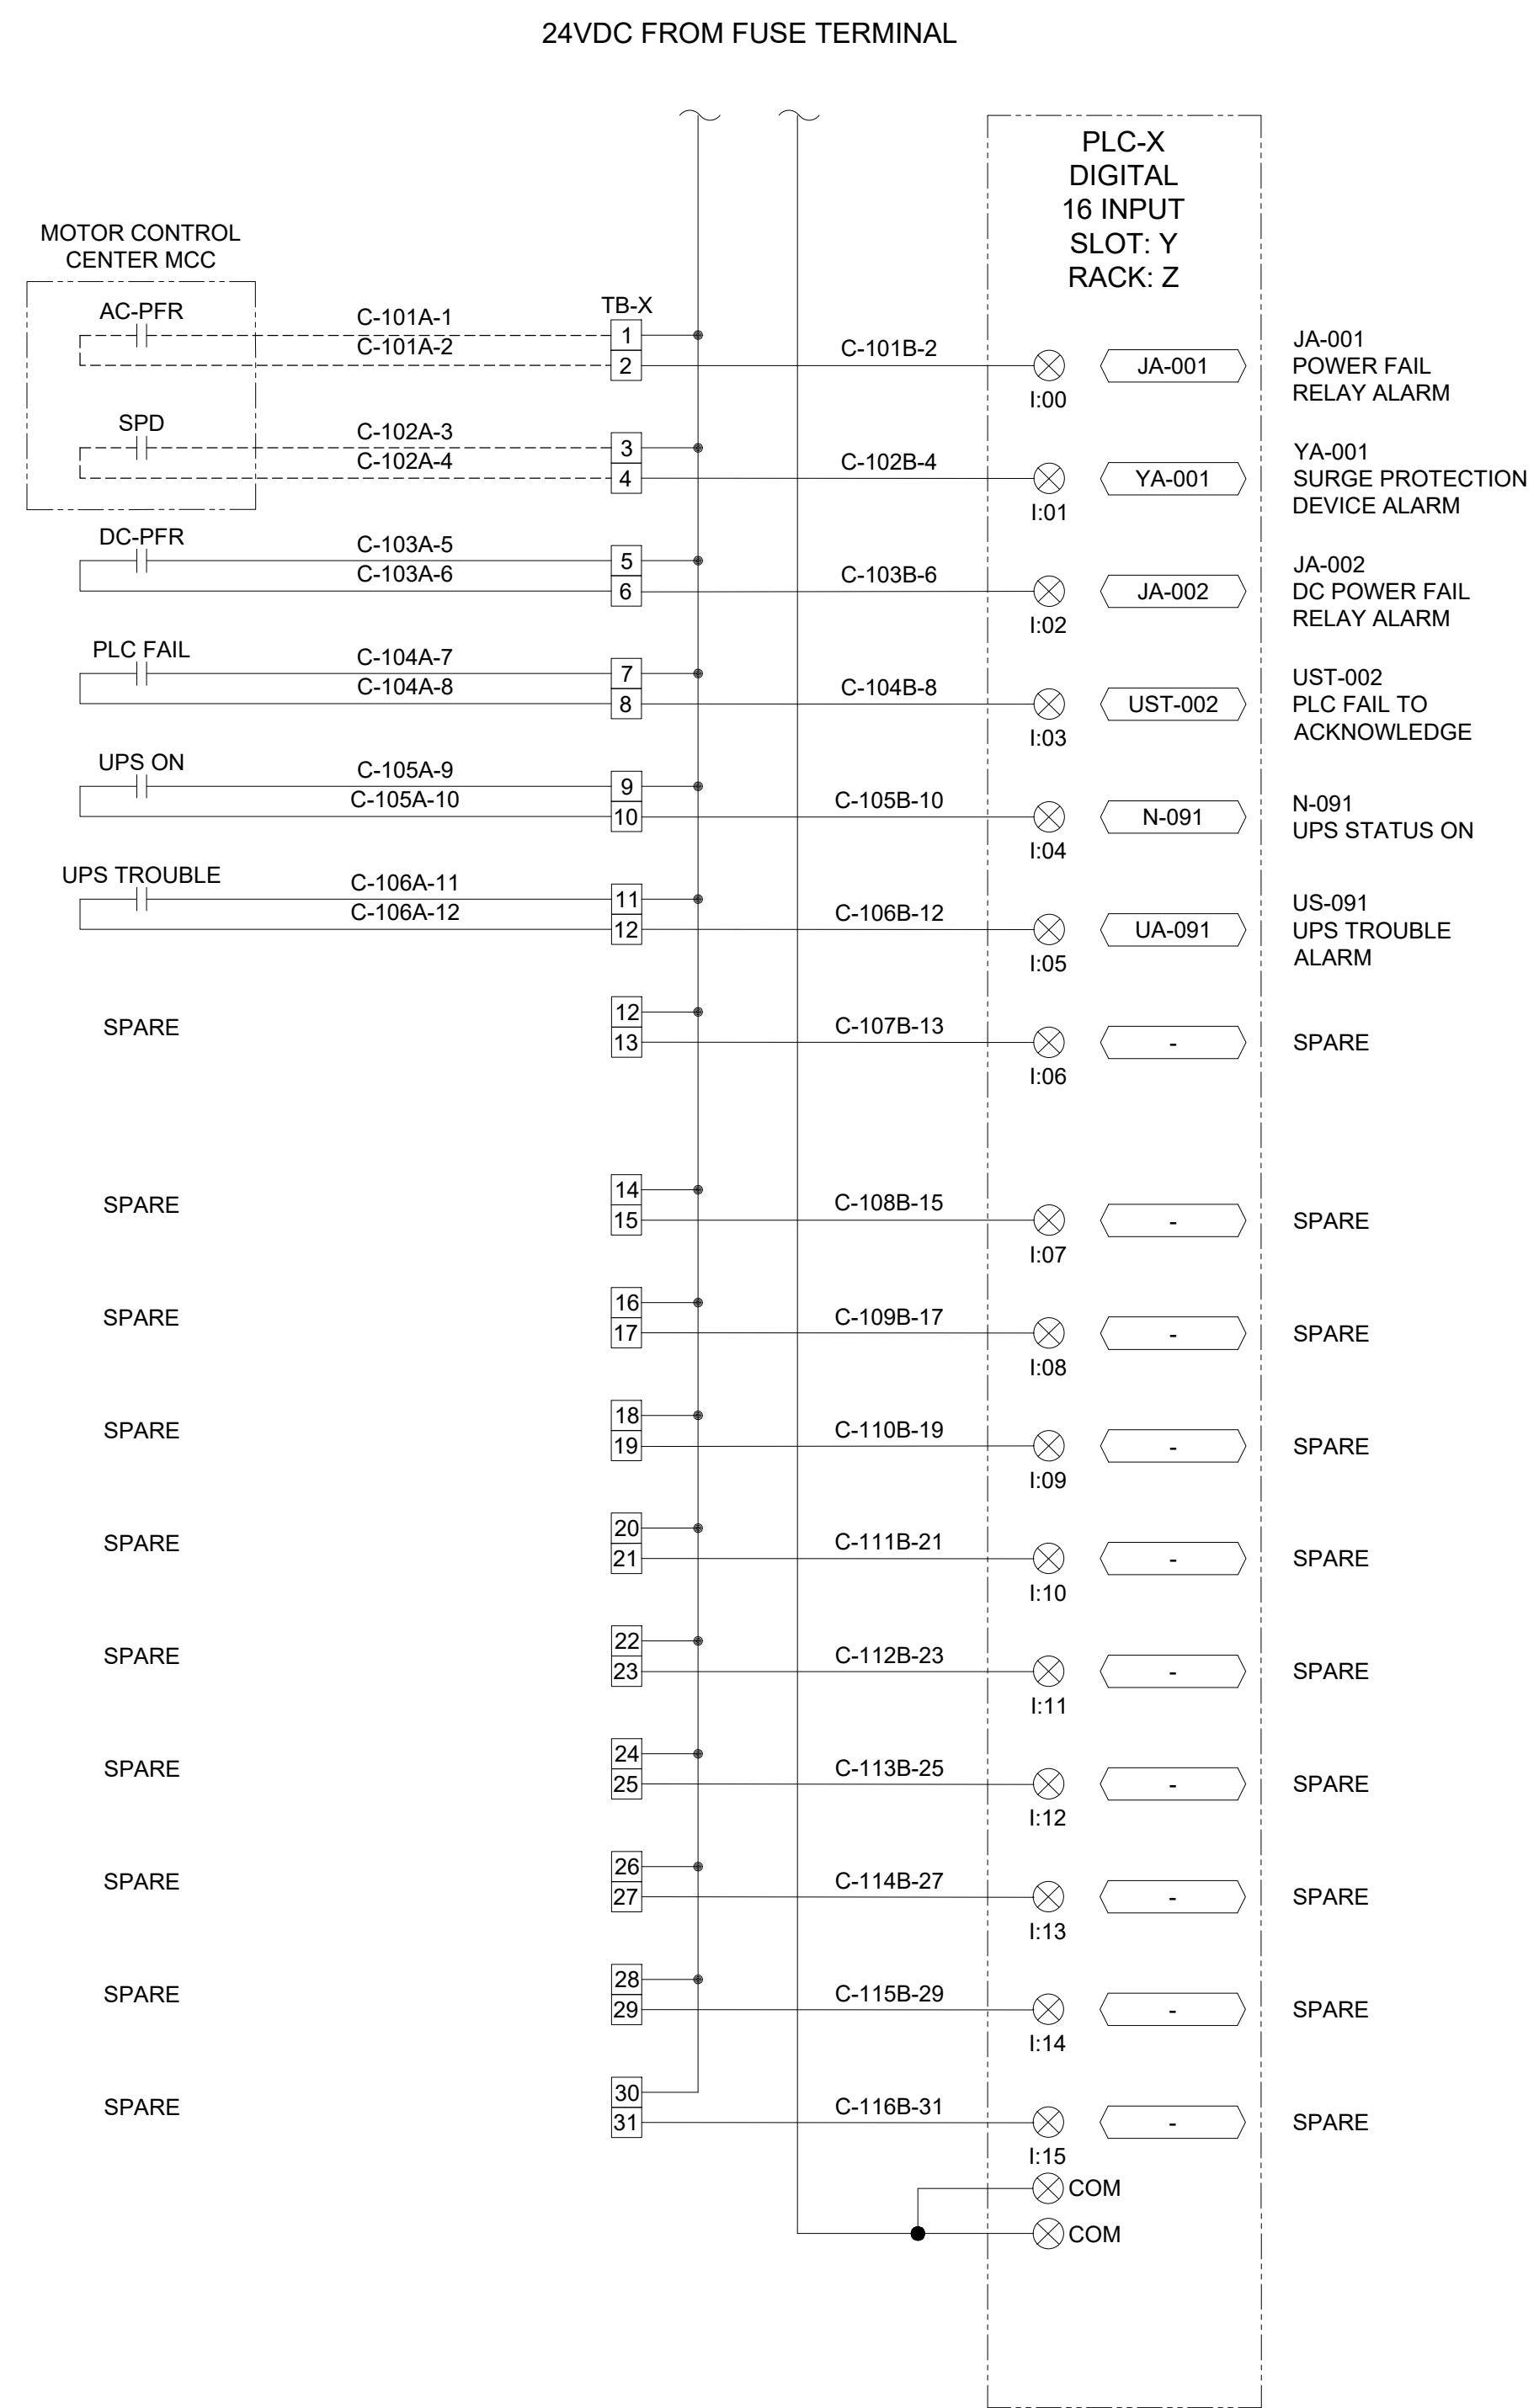 24VDC FROM FUSE TERMINAL
PLC-X
DIGITAL
16 INPUT
SLOT: Y
RACK: Z
MOTOR CONTROL
CENTER MCC
TB-X
AC-PFR
C-101A-1
1
C-101A-2
2
C-101B-2
I:00
JA-001
JA-001
POWER FAIL
RELAY ALARM
SPD
C-102A-3
3
C-102A-4
4
C-102B-4
I:01
YA-001
YA-001
SURGE PROTECTION
DEVICE ALARM
DC-PFR
C-103A-5
5
C-103A-6
6
C-103B-6
I:02
JA-002
JA-002
DC POWER FAIL
RELAY ALARM
PLC FAIL
C-104A-7
7
C-104A-8
8
C-104B-8
I:03
UST-002
UST-002
PLC FAIL TO
ACKNOWLEDGE
UPS ON
C-105A-9
9
C-105A-10
10
C-105B-10
I:04
N-091
N-091
UPS STATUS ON
UPS TROUBLE
C-106A-11
11
C-106A-12
12
C-106B-12
I:05
UA-091
US-091
UPS TROUBLE
ALARM
SPARE
12
13
C-107B-13
I:06
-
SPARE
SPARE
14
15
C-108B-15
I:07
-
SPARE
SPARE
16
17
C-109B-17
I:08
-
SPARE
SPARE
18
19
C-110B-19
I:09
-
SPARE
SPARE
20
21
C-111B-21
I:10
-
SPARE
SPARE
22
23
C-112B-23
I:11
-
SPARE
SPARE
24
25
C-113B-25
I:12
-
SPARE
SPARE
26
27
C-114B-27
I:13
-
SPARE
SPARE
28
29
C-115B-29
I:14
-
SPARE
SPARE
30
31
C-116B-31
I:15
-
SPARE
COM
COM